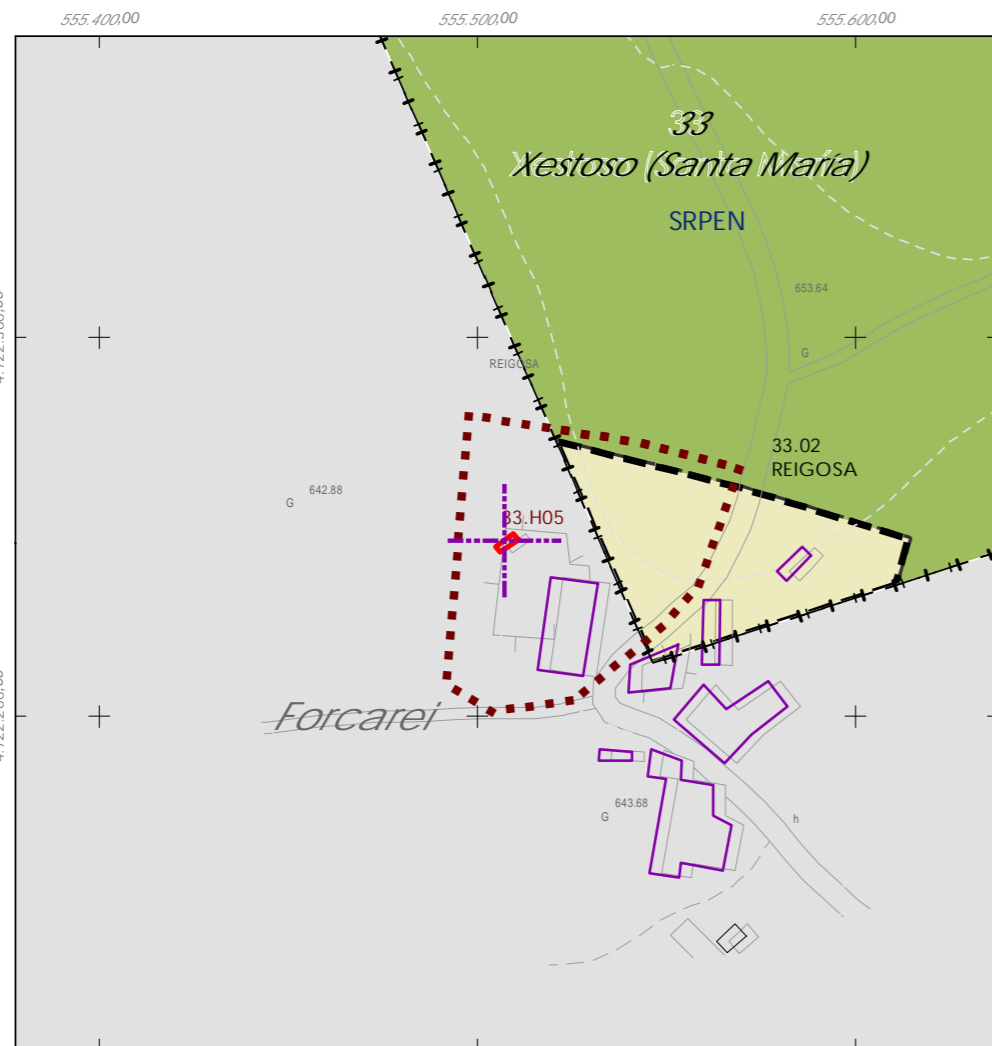 555.400,00
555.500,00
555.600,00
33
Xestoso (Santa María)
SRPEN
653.64
G
REIGOSA
33.02
REIGOSA
642.88
G
33.H05
Forcarei
643.68
G
h